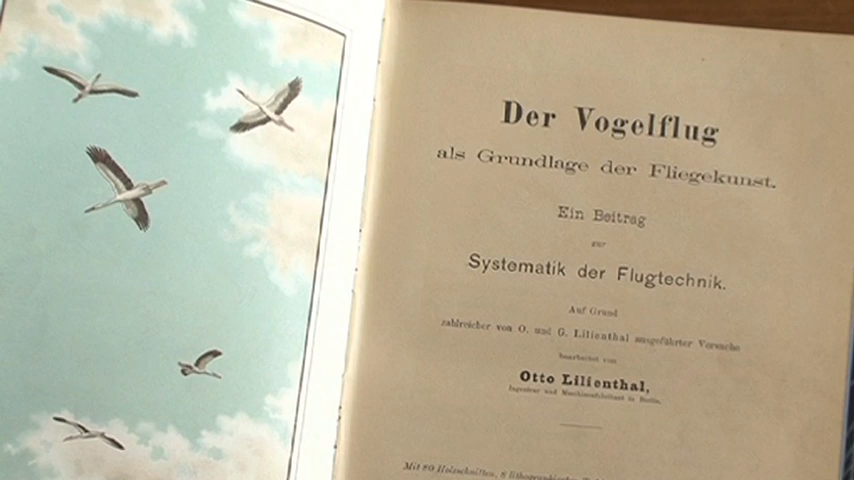 Der Vogelflug
als Grundlage der Fliegekunst.
Ein Beitrag
zur
Systematik der Flugtechnik.
Auf Grund
zahlreicher von O. und G. Lilienthal ausgeführter Versuche
bearbeitet von
Otto Lilienthal,
Ingenieur und Maschinenfabrikant in Berlin.
Mit 80 Holzschnitten, 8